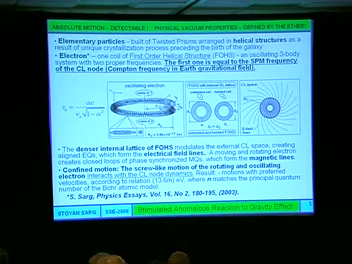 ABSOLUTE MOTION - DETECTABLE ! PHYSICAL VACUUM PROPERTIES - DEFINED BY THE ETHER!
• Elementary particles - built of Twisted Prisms arranged in helical structures as a
result of unique crystalization process preceding the birth of the galaxy
• Electron* – one coil of First Order Helical Structure (FOHS) - an oscillating 3-body
system with two proper frequencies. The first one is equal to the SPM frequency
of the CL node (Compton frequency in Earth gravitational field).
oscillating electron
CL space
E-field lines
• The denser internal lattice of FOHS modulates the external CL space, creating
aligned EQs, which form the electrical field lines. A moving and rotating electron
creates closed loops of phase synchronized MQs, which form the magnetic lines.
• Confined motion: The screw-like motion of the rotating and oscillating
electron interacts with the CL node dynamics. Result: - motions with preferred
velocities, according to relation (13.6/n) eV, where n matches the principal quantum
number of the Bohr atomic model.
*S. Sarg, Physics Essays, Vol. 16, No 2, 180-195, (2003).
STOYAN SARG SSE-2008 Stimulated Anomalous Reaction to Gravity Effect 5